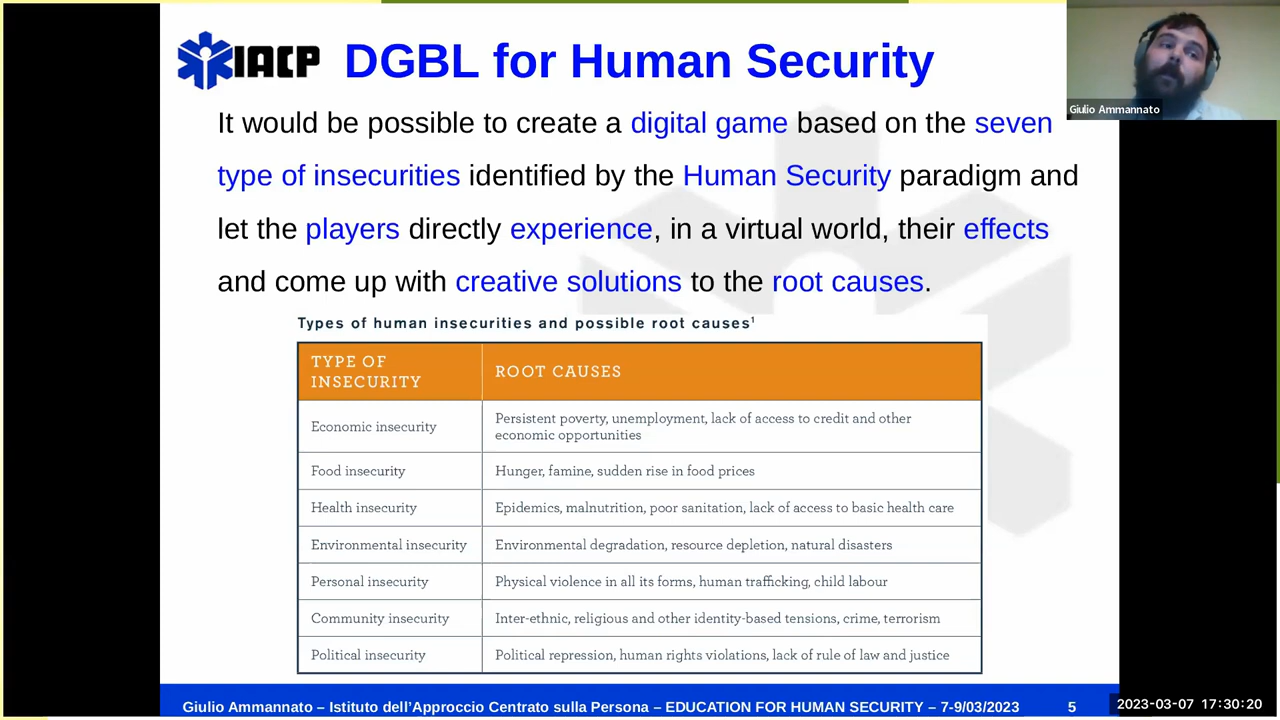 IACP
DGBL for Human Security
Giulio Ammannato
It would be possible to create a digital game based on the seven
type of insecurities identified by the Human Security paradigm and
let the players directly experience, in a virtual world, their effects
and come up with creative solutions to the root causes.
Types of human insecurities and possible root causes¹
TYPE OF
INSECURITY
ROOT CAUSES
Economic insecurity
Persistent poverty, unemployment, lack of access to credit and other
economic opportunities
Food insecurity
Hunger, famine, sudden rise in food prices
Health insecurity
Epidemics, malnutrition, poor sanitation, lack of access to basic health care
Environmental insecurity
Environmental degradation, resource depletion, natural disasters
Personal insecurity
Physical violence in all its forms, human trafficking, child labour
Community insecurity
Inter-ethnic, religious and other identity-based tensions, crime, terrorism
Political insecurity
Political repression, human rights violations, lack of rule of law and justice
Giulio Ammannato – Istituto dell’Approccio Centrato sulla Persona – EDUCATION FOR HUMAN SECURITY – 7-9/03/2023
5
2023-03-07 17:30:20